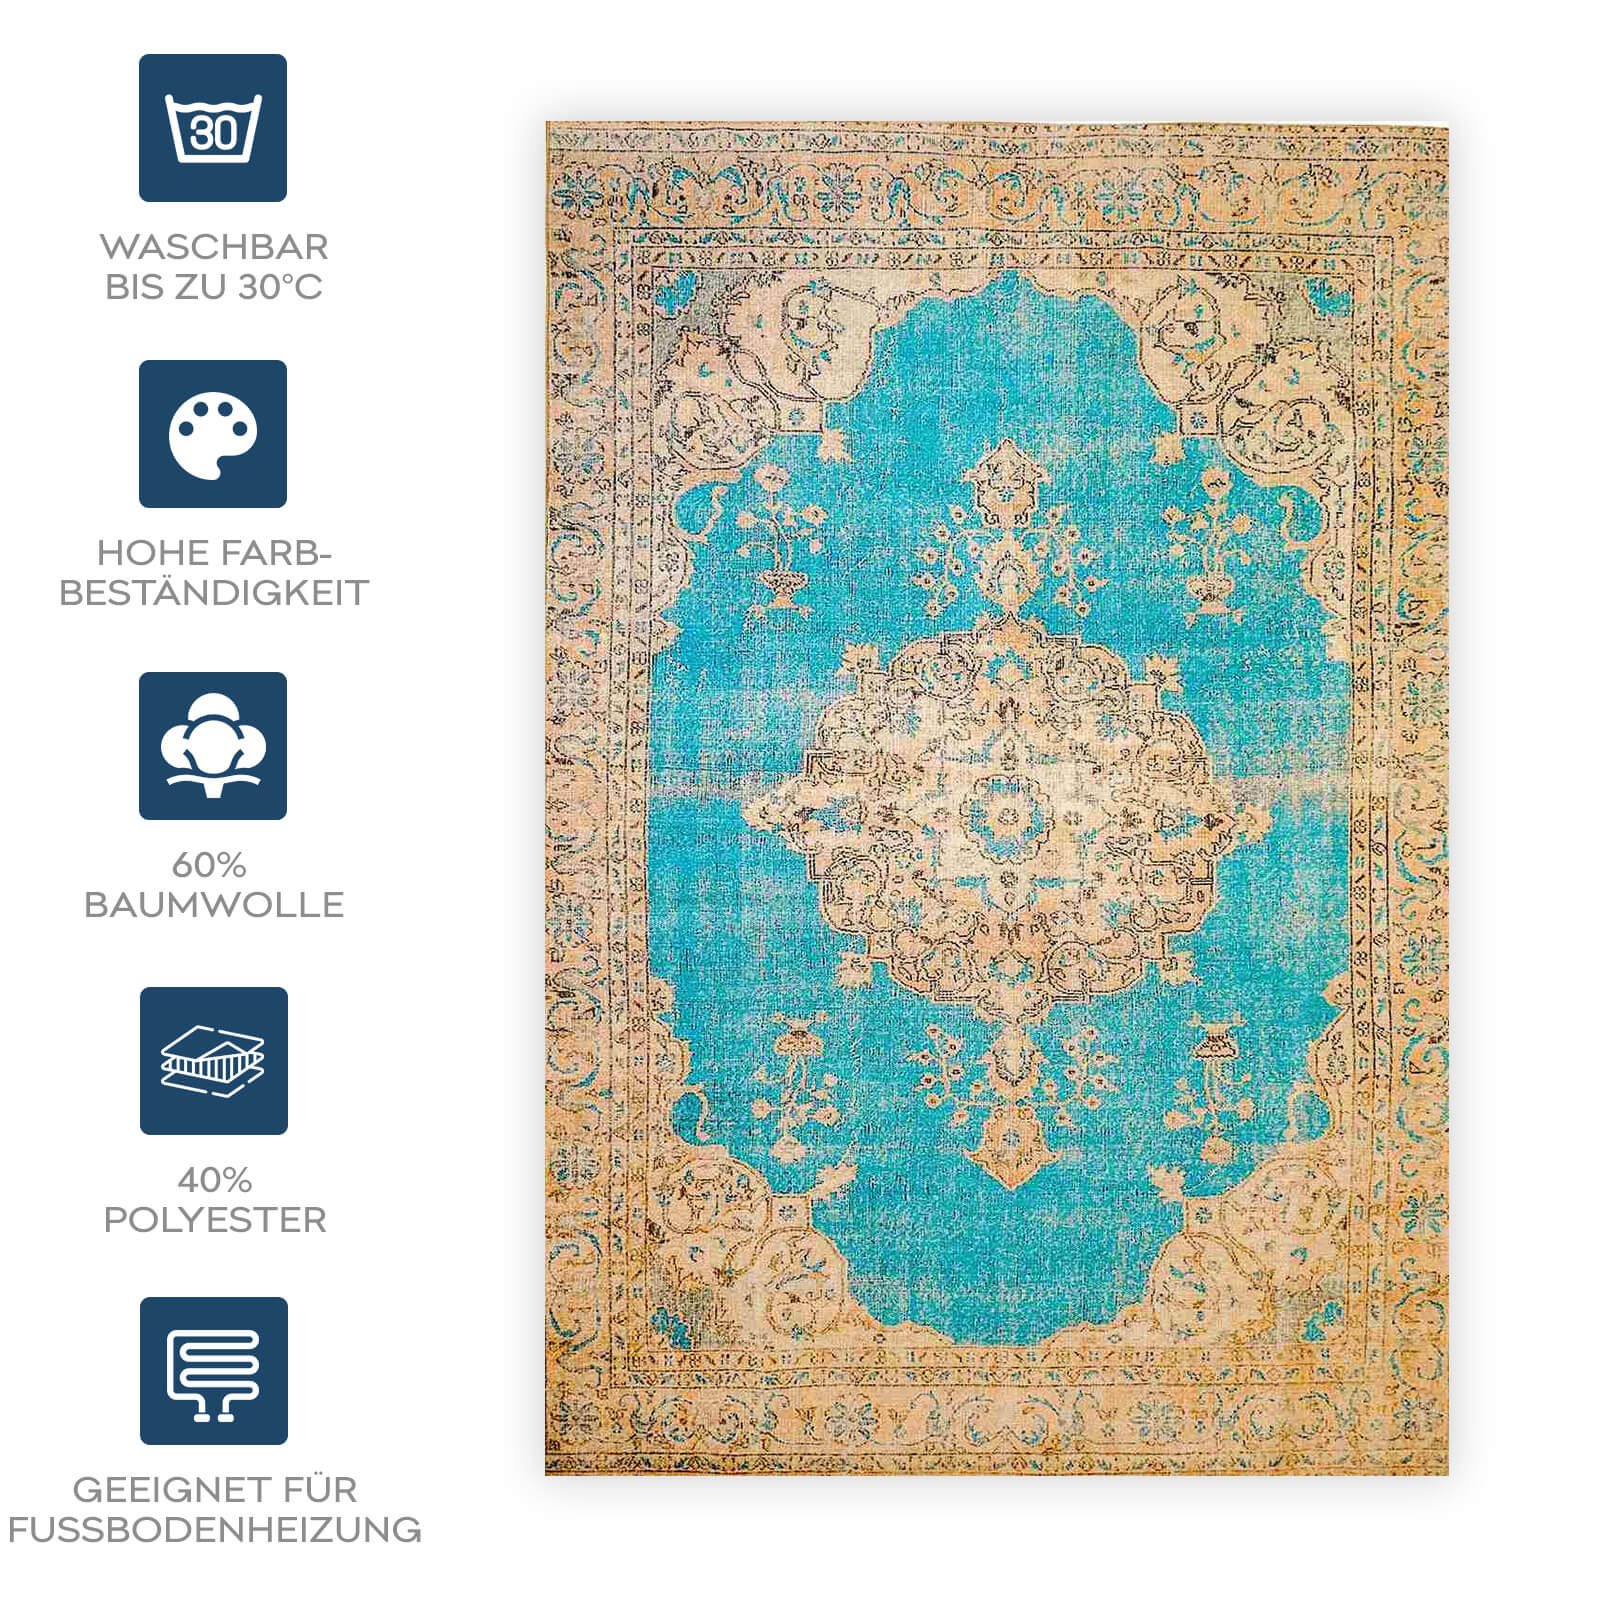 30
WASCHBAR
BIS ZU 30°C
HOHE FARB-
BESTÄNDIGKEIT
60%
BAUMWOLLE
40%
POLYESTER
GEEIGNET FÜR
FUSSBODENHEIZUNG